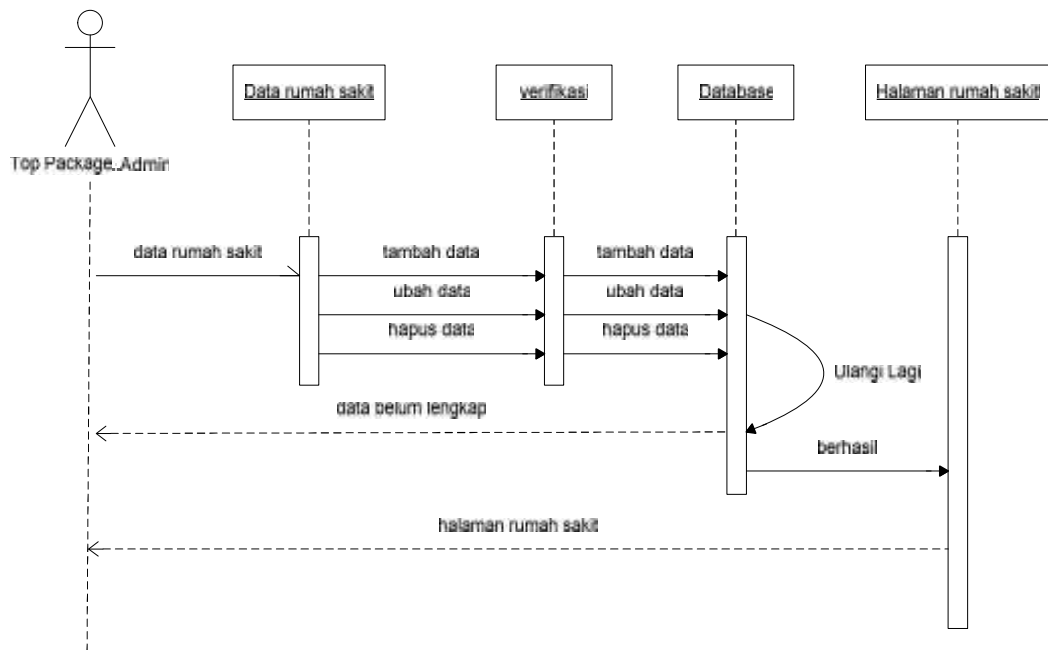 Data rumah sakit
verifikasi
Database
Halaman rumah sakit
Top Package::Admin
data rumah sakit
tambah data
tambah data
ubah data
ubah data
hapus data
hapus data
Ulangi Lagi
data belum lengkap
berhasil
halaman rumah sakit